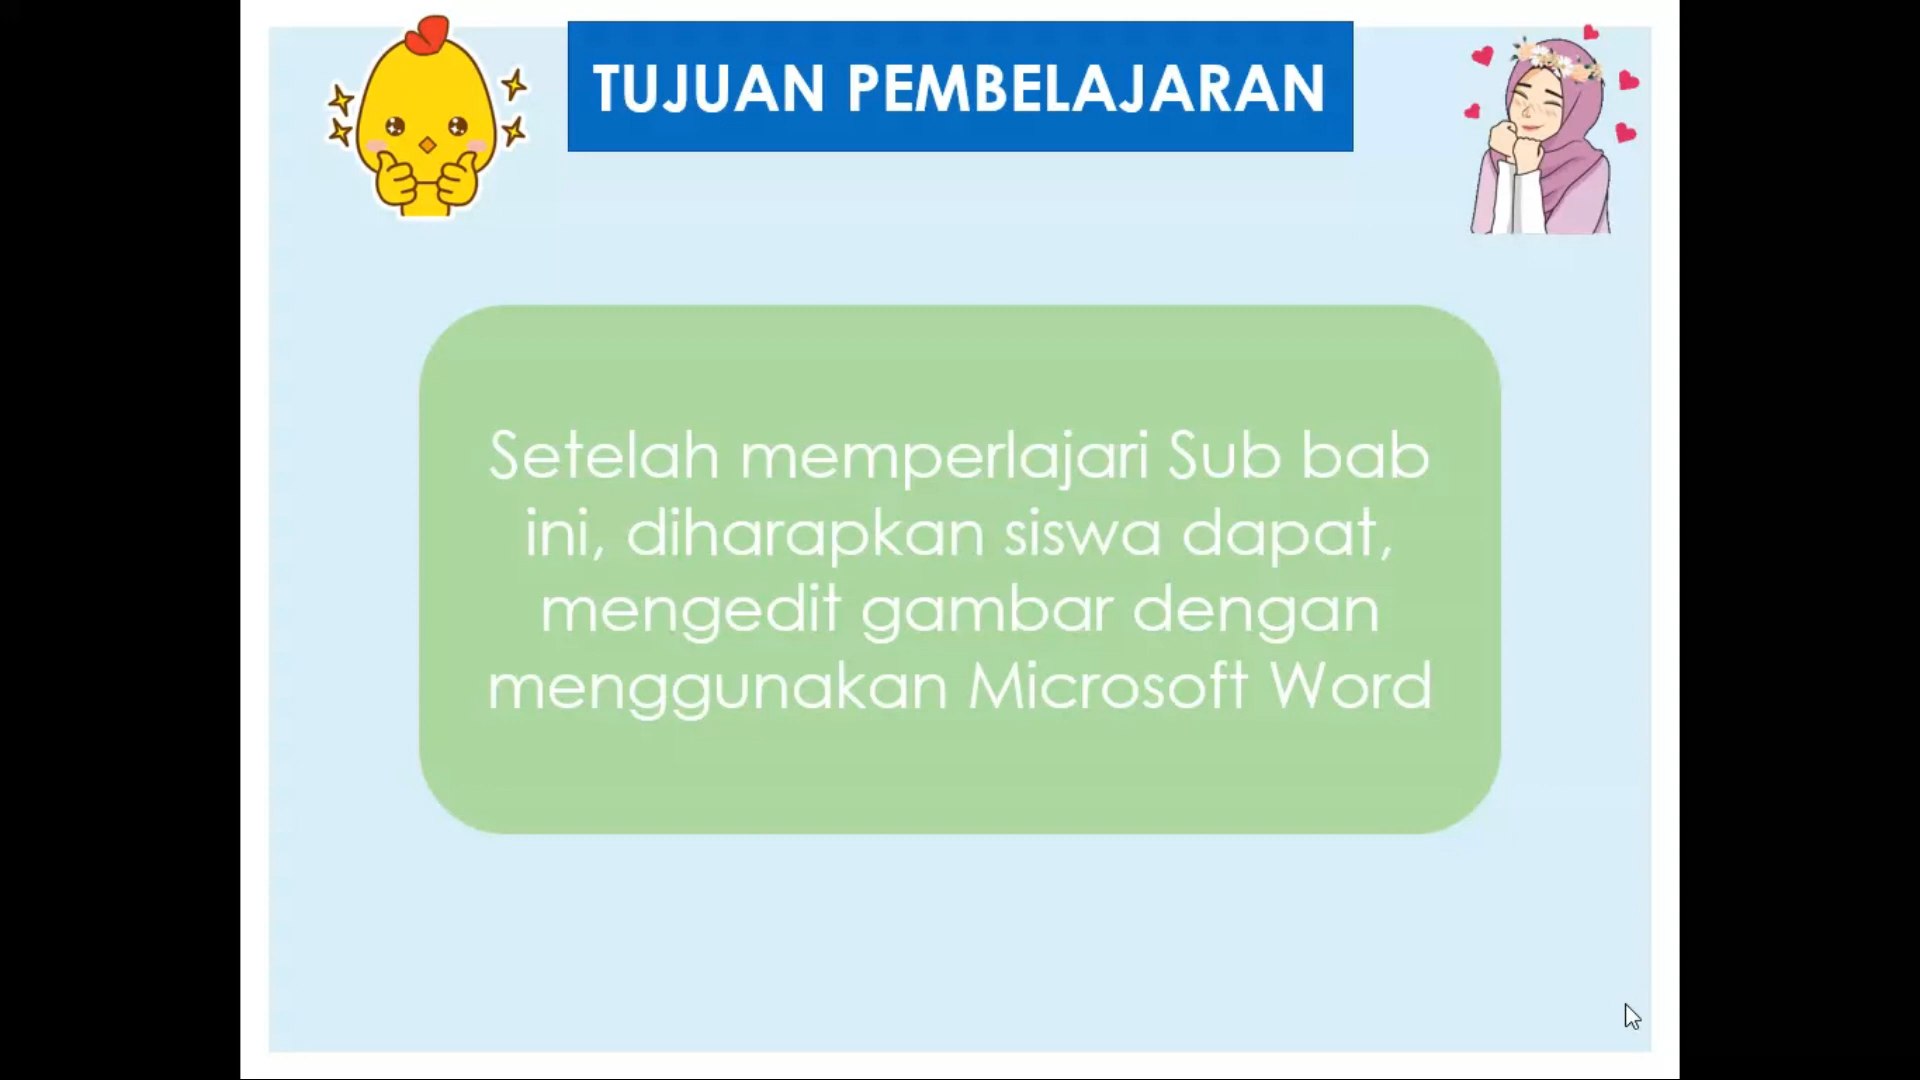 TUJUAN PEMBELAJARAN
Setelah memperlajari Sub bab
ini, diharapkan siswa dapat,
mengedit gambar dengan
menggunakan Microsoft Word